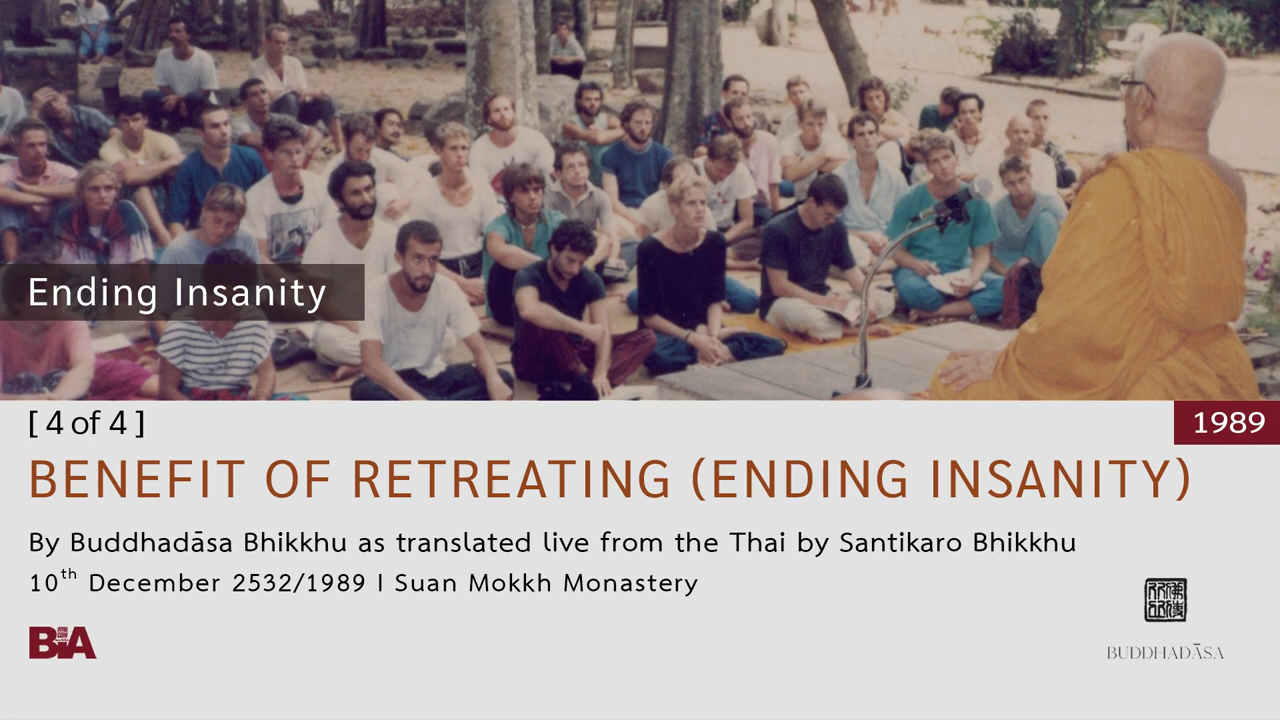 Ending Insanity
[ 4 of 4 ]
1989
BENEFIT OF RETREATING (ENDING INSANITY)
By Buddhadāsa Bhikkhu as translated live from the Thai by Santikaro Bhikkhu
10th December 2532/1989 I Suan Mokkh Monastery
BIA
BUDDHADĀSA